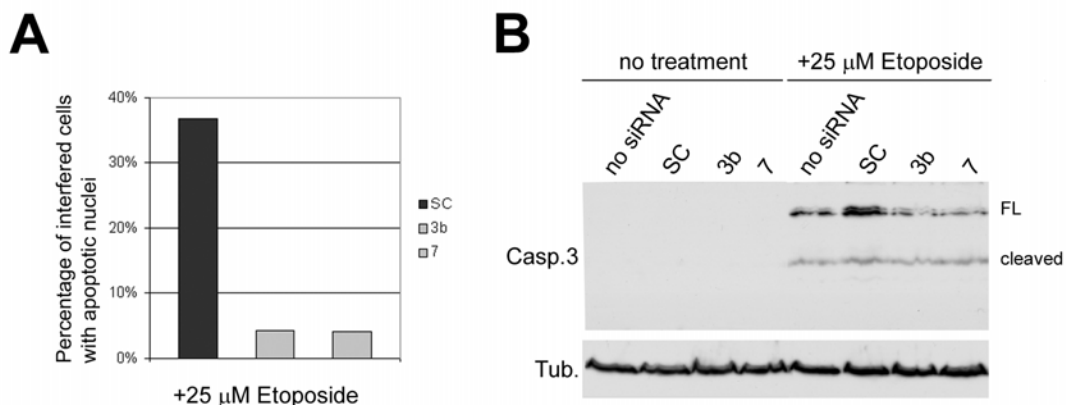 A
Percentage of interfered cells
with apoptotic nuclei
40%
30%
20%
10%
0%
SC
3b
7
+25 μM Etoposide
B
no treatment
+25 μM Etoposide
no siRNA
SC
3b
7
no siRNA
SC
3b
7
Casp.3
FL
cleaved
Tub.